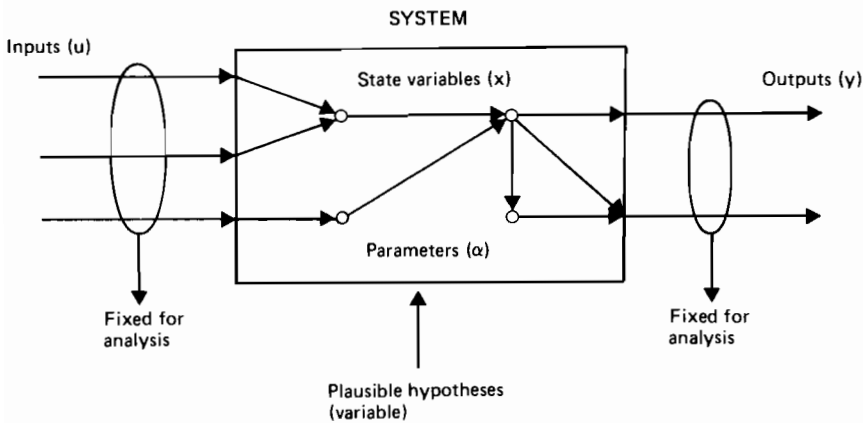 SYSTEM
Inputs (u)
State variables (x)
Outputs (y)
Parameters (α)
Fixed for
analysis
Fixed for
analysis
Plausible hypotheses
(variable)